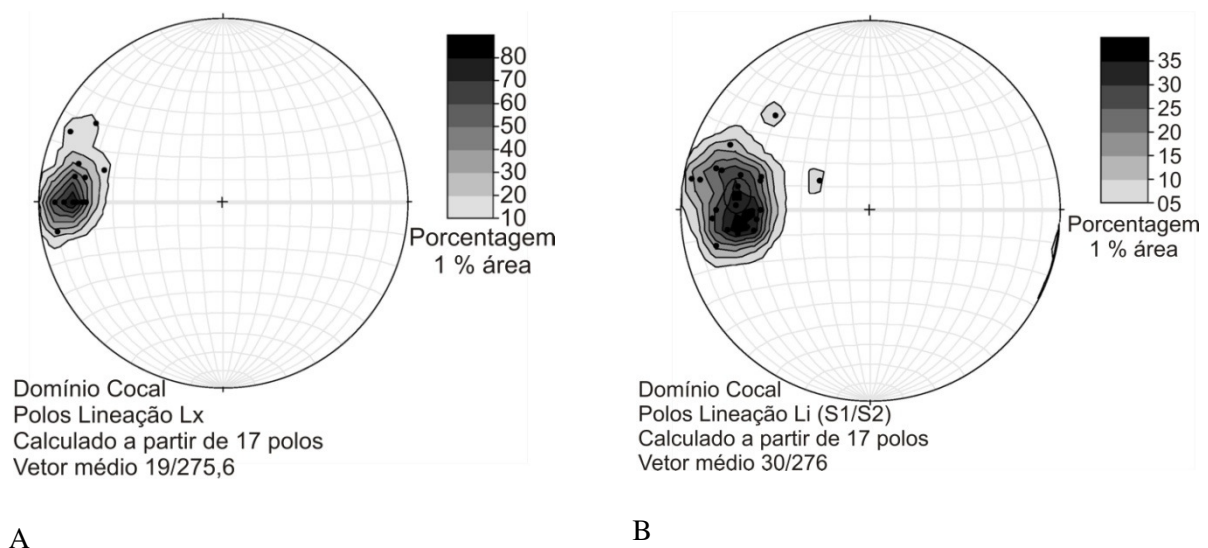 80
70
60
50
40
30
20
10
Porcentagem
1 % área
Domínio Cocal
Polos Lineação Lx
Calculado a partir de 17 polos
Vetor médio 19/275,6
A
35
30
25
20
15
10
05
Porcentagem
1 % área
Domínio Cocal
Polos Lineação Li (S1/S2)
Calculado a partir de 17 polos
Vetor médio 30/276
B